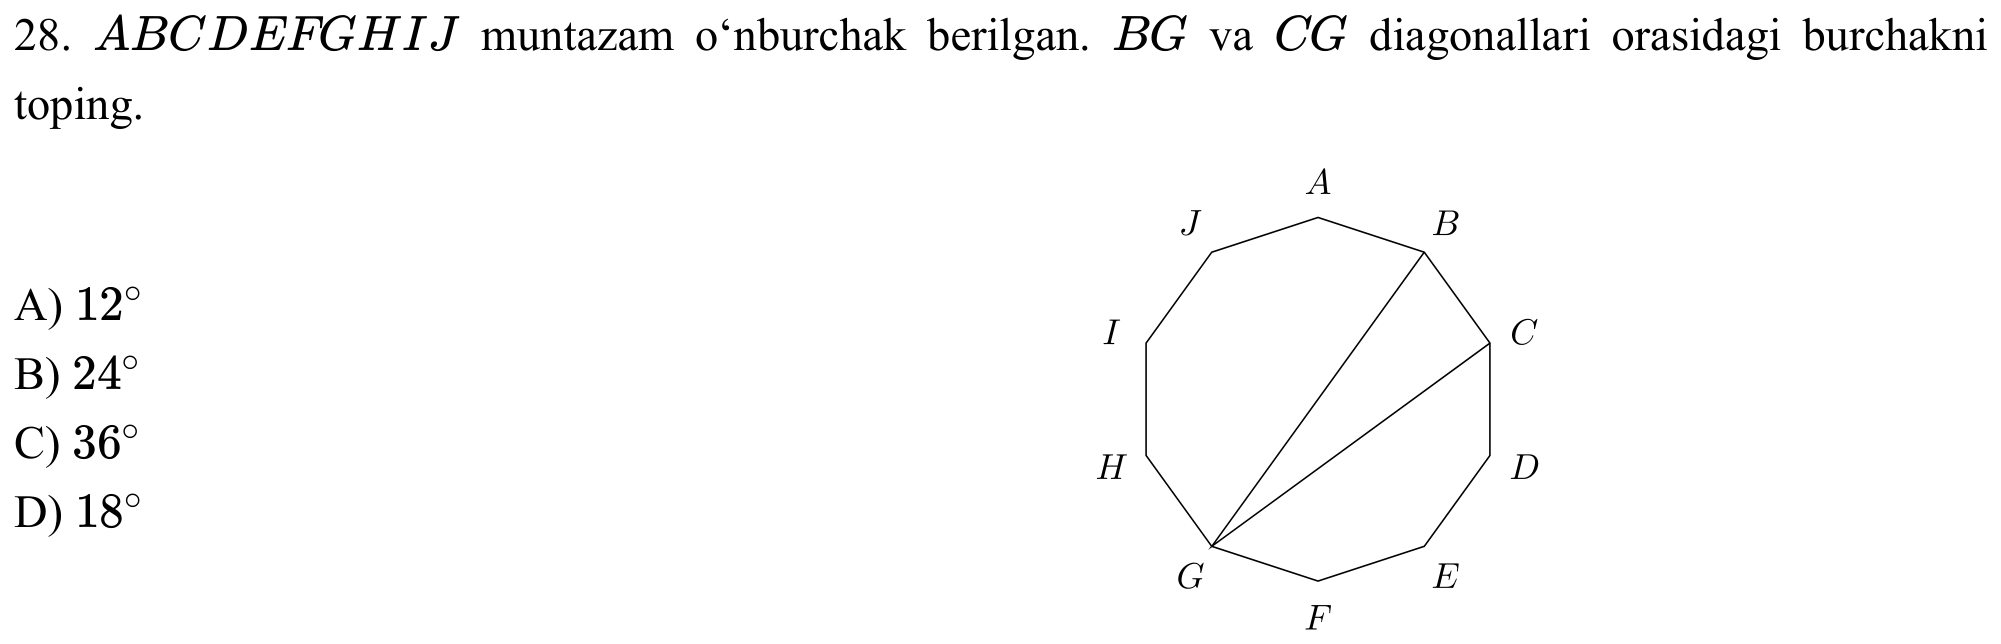 28. ABCDEFGHIJ muntazam o‘nburchak berilgan. BG va CG diagonallari orasidagi burchakni
toping.
A
J
B
A) 12°
I
C
B) 24°
C) 36°
H
D
D) 18°
G
E
F